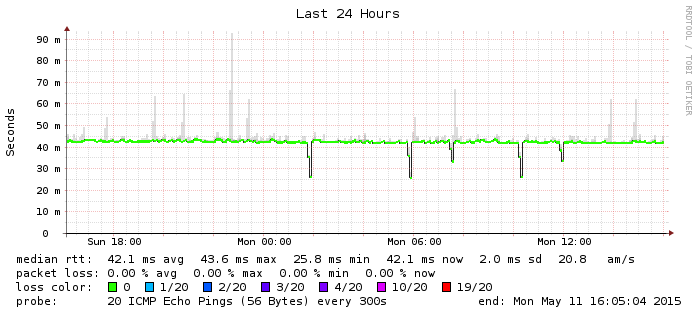 Last 24 Hours
RRDTOOL / TOBI OETIKER
Seconds
90 m
80 m
70 m
60 m
50 m
40 m
30 m
20 m
10 m
0
Sun 18:00 Mon 00:00 Mon 06:00 Mon 12:00
median rtt: 42.1 ms avg 43.6 ms max 25.8 ms min 42.1 ms now 2.0 ms sd 20.8 am/s
packet loss: 0.00 % avg 0.00 % max 0.00 % min 0.00 % now
loss color: 0 1/20 2/20 3/20 4/20 10/20 19/20
probe: 20 ICMP Echo Pings (56 Bytes) every 300s end: Mon May 11 16:05:04 2015